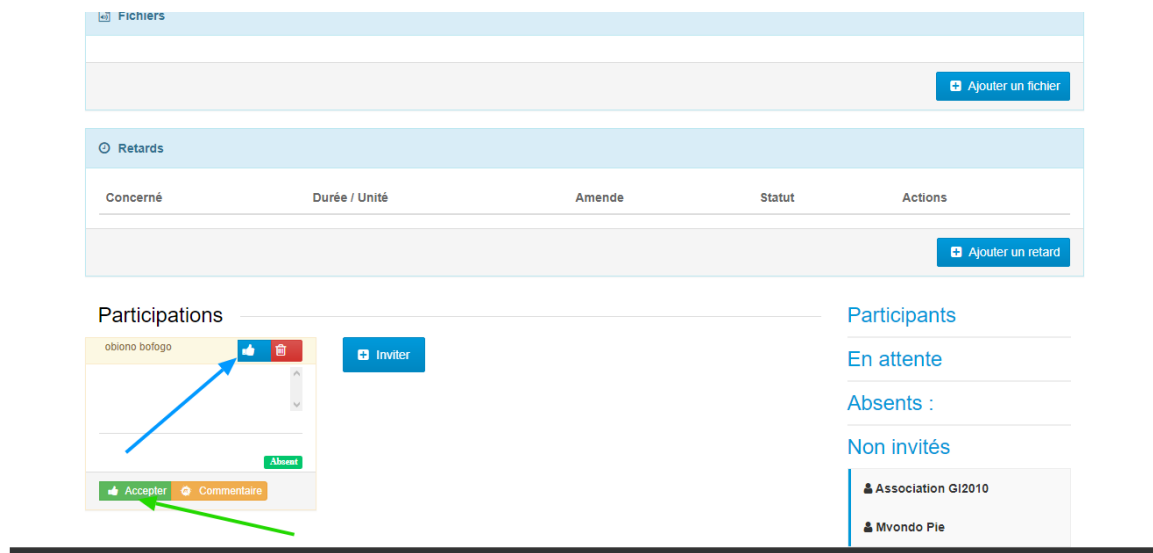 Fichiers
Ajouter un fichier
Retards
Concerné Durée / Unité Amende Statut Actions
Ajouter un retard
Participations
obiono bofogo
Inviter
Absent
Accepter Commentaire
Participants
En attente
Absents :
Non invités
Association GI2010
Mvondo Pie